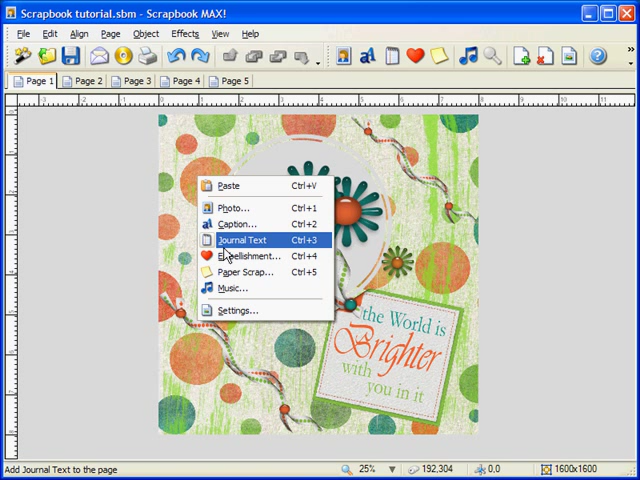 Scrapbook tutorial.sbm - Scrapbook MAX!
File Edit Align Page Object Effects View Help
Page 1 Page 2 Page 3 Page 4 Page 5
Paste Ctrl+V
Photo... Ctrl+1
Caption... Ctrl+2
Journal Text Ctrl+3
Embellishment... Ctrl+4
Paper Scrap... Ctrl+5
Music...
Settings...
the World is
Brighter
with
you in it
Add Journal Text to the page 25% 192,304 0,0 1600x1600